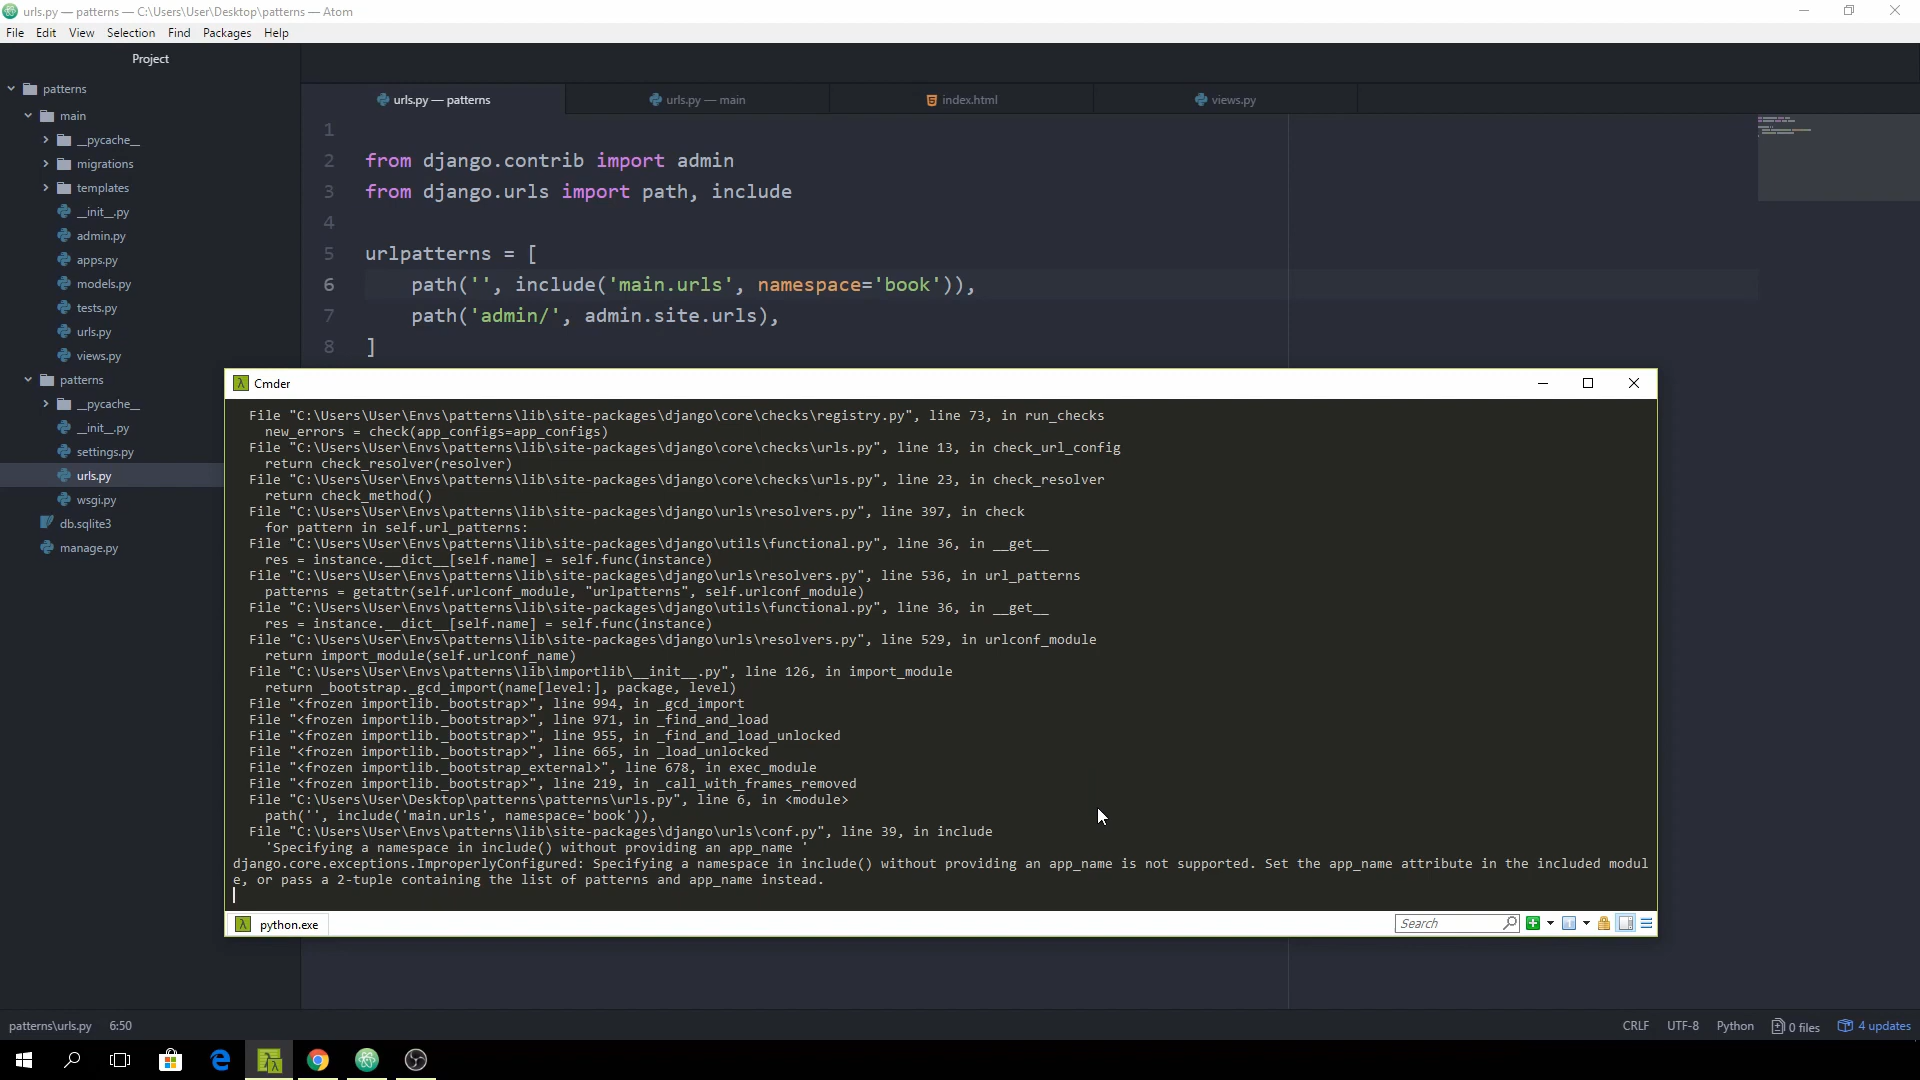 urls.py — patterns — C:\Users\User\Desktop\patterns — Atom
File Edit View Selection Find Packages Help
Project
patterns
main
__pycache__
migrations
templates
__init__.py
admin.py
apps.py
models.py
tests.py
urls.py
views.py
patterns
__pycache__
__init__.py
settings.py
urls.py
wsgi.py
db.sqlite3
manage.py
urls.py — patterns urls.py — main index.html views.py
1
2 from django.contrib import admin
3 from django.urls import path, include
4
5 urlpatterns = [
6 path('', include('main.urls', namespace='book')),
7 path('admin/', admin.site.urls),
8 ]
Cmder
File "C:\Users\User\Envs\patterns\lib\site-packages\django\core\checks\registry.py", line 73, in run_checks
new_errors = check(app_configs=app_configs)
File "C:\Users\User\Envs\patterns\lib\site-packages\django\core\checks\urls.py", line 13, in check_url_config
return check_resolver(resolver)
File "C:\Users\User\Envs\patterns\lib\site-packages\django\core\checks\urls.py", line 23, in check_resolver
return check_method()
File "C:\Users\User\Envs\patterns\lib\site-packages\django\urls\resolvers.py", line 397, in check
for pattern in self.url_patterns:
File "C:\Users\User\Envs\patterns\lib\site-packages\django\utils\functional.py", line 36, in __get__
res = instance.__dict__[self.name] = self.func(instance)
File "C:\Users\User\Envs\patterns\lib\site-packages\django\urls\resolvers.py", line 536, in url_patterns
patterns = getattr(self.urlconf_module, "urlpatterns", self.urlconf_module)
File "C:\Users\User\Envs\patterns\lib\site-packages\django\utils\functional.py", line 36, in __get__
res = instance.__dict__[self.name] = self.func(instance)
File "C:\Users\User\Envs\patterns\lib\site-packages\django\urls\resolvers.py", line 529, in urlconf_module
return import_module(self.urlconf_name)
File "C:\Users\User\Envs\patterns\lib\importlib\__init__.py", line 126, in import_module
return _bootstrap._gcd_import(name[level:], package, level)
File "<frozen importlib._bootstrap>", line 994, in _gcd_import
File "<frozen importlib._bootstrap>", line 971, in _find_and_load
File "<frozen importlib._bootstrap>", line 955, in _find_and_load_unlocked
File "<frozen importlib._bootstrap>", line 665, in _load_unlocked
File "<frozen importlib._bootstrap_external>", line 678, in exec_module
File "<frozen importlib._bootstrap>", line 219, in _call_with_frames_removed
File "C:\Users\User\Desktop\patterns\patterns\urls.py", line 6, in <module>
path('', include('main.urls', namespace='book')),
File "C:\Users\User\Envs\patterns\lib\site-packages\django\urls\conf.py", line 39, in include
'Specifying a namespace in include() without providing an app_name '
django.core.exceptions.ImproperlyConfigured: Specifying a namespace in include() without providing an app_name is not supported. Set the app_name attribute in the included modul
e, or pass a 2-tuple containing the list of patterns and app_name instead.
python.exe Search
patterns\urls.py 6:50 CRLF UTF-8 Python 0 files 4 updates